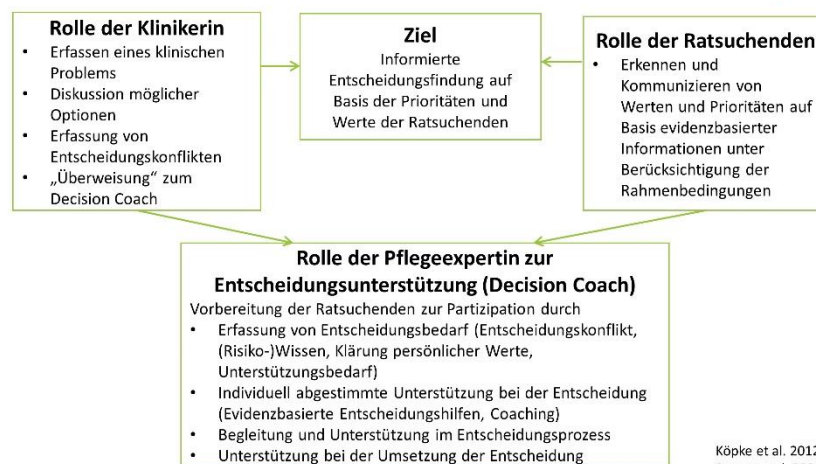 Rolle der Klinikerin
• Erfassen eines klinischen
Problems
• Diskussion möglicher
Optionen
• Erfassung von
Entscheidungskonflikten
• „Überweisung“ zum
Decision Coach
Ziel
Informierte
Entscheidungsfindung auf
Basis der Prioritäten und
Werte der Ratsuchenden
Rolle der Ratsuchenden
• Erkennen und
Kommunizieren von
Werten und Prioritäten auf
Basis evidenzbasierter
Informationen unter
Berücksichtigung der
Rahmenbedingungen
Rolle der Pflegeexpertin zur
Entscheidungsunterstützung (Decision Coach)
Vorbereitung der Ratsuchenden zur Partizipation durch
• Erfassung von Entscheidungsbedarf (Entscheidungskonflikt,
(Risiko-)Wissen, Klärung persönlicher Werte,
Unterstützungsbedarf)
• Individuell abgestimmte Unterstützung bei der Entscheidung
(Evidenzbasierte Entscheidungshilfen, Coaching)
• Begleitung und Unterstützung im Entscheidungsprozess
• Unterstützung bei der Umsetzung der Entscheidung
Köpke et al. 2012